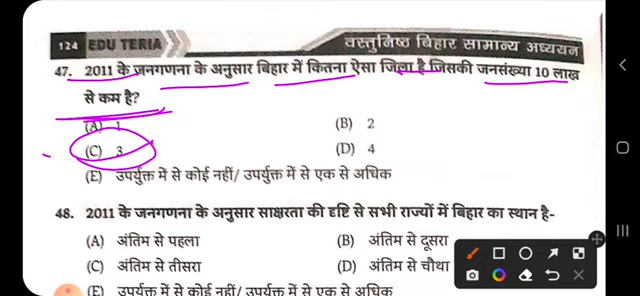 124 EDU TERIA वस्तुनिष्ठ बिहार सामान्य अध्ययन
47. 2011 के जनगणना के अनुसार बिहार में कितना ऐसा जिला है जिसकी जनसंख्या 10 लाख
से कम है?
(A) 1 (B) 2
(C) 3 (D) 4
(E) उपर्युक्त में से कोई नहीं/ उपर्युक्त में से एक से अधिक
48. 2011 के जनगणना के अनुसार साक्षरता की दृष्टि से सभी राज्यों में बिहार का स्थान है-
(A) अंतिम से पहला (B) अंतिम से दूसरा
(C) अंतिम से तीसरा (D) अंतिम से चौथा
(E) उपर्युक्त में से कोई नहीं/ उपर्युक्त में से एक से अधिक